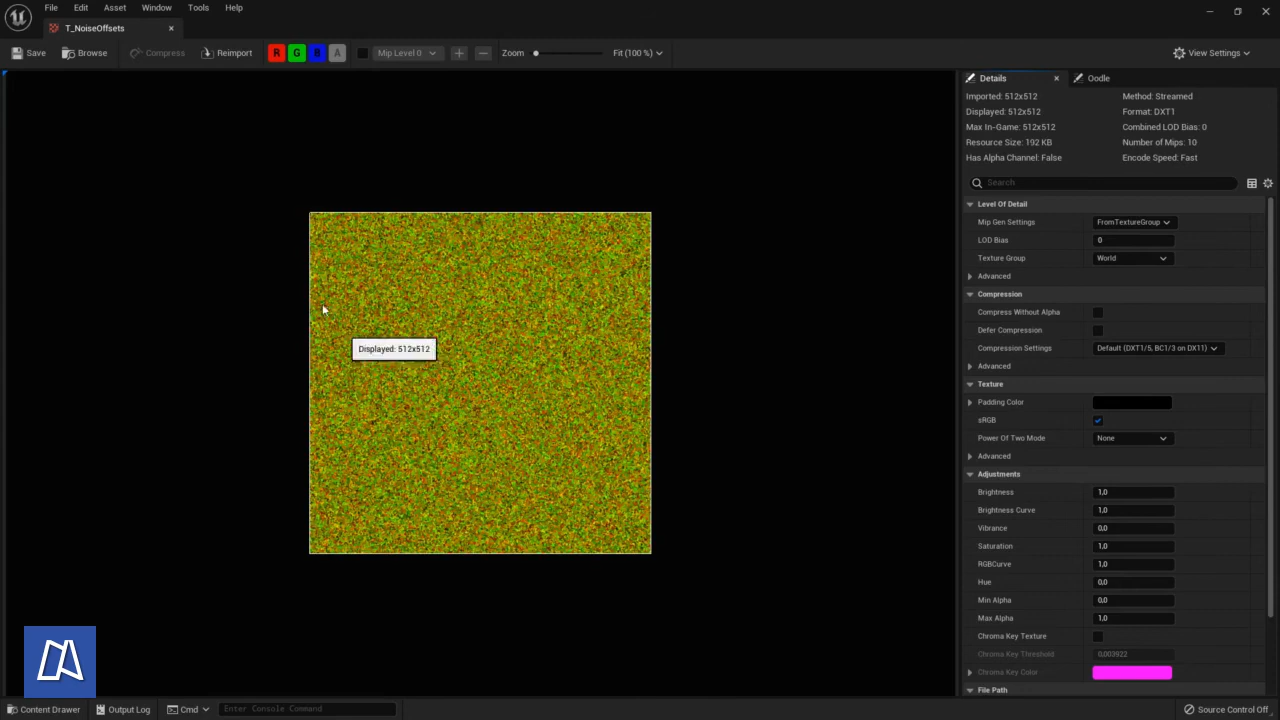 File Edit Asset Window Tools Help
T_NoiseOffsets
Save Browse Compress Reimport R G B A Mip Level 0 Zoom Fit (100 %) View Settings
Details Oodle
Imported: 512x512 Method: Streamed
Displayed: 512x512 Format: DXT1
Max In-Game: 512x512 Combined LOD Bias: 0
Resource Size: 192 KB Number of Mips: 10
Has Alpha Channel: False Encode Speed: Fast
Search
Level Of Detail
Mip Gen Settings FromTextureGroup
LOD Bias 0
Texture Group World
Advanced
Compression
Compress Without Alpha
Defer Compression
Compression Settings Default (DXT1/5, BC1/3 on DX11)
Advanced
Texture
Padding Color
sRGB
Power Of Two Mode None
Advanced
Adjustments
Brightness 1,0
Brightness Curve 1,0
Vibrance 0,0
Saturation 1,0
RGBCurve 1,0
Hue 0,0
Min Alpha 0,0
Max Alpha 1,0
Chroma Key Texture
Chroma Key Threshold 0,003922
Chroma Key Color
File Path
Displayed: 512x512
Content Drawer Output Log Cmd Enter Console Command Source Control Off